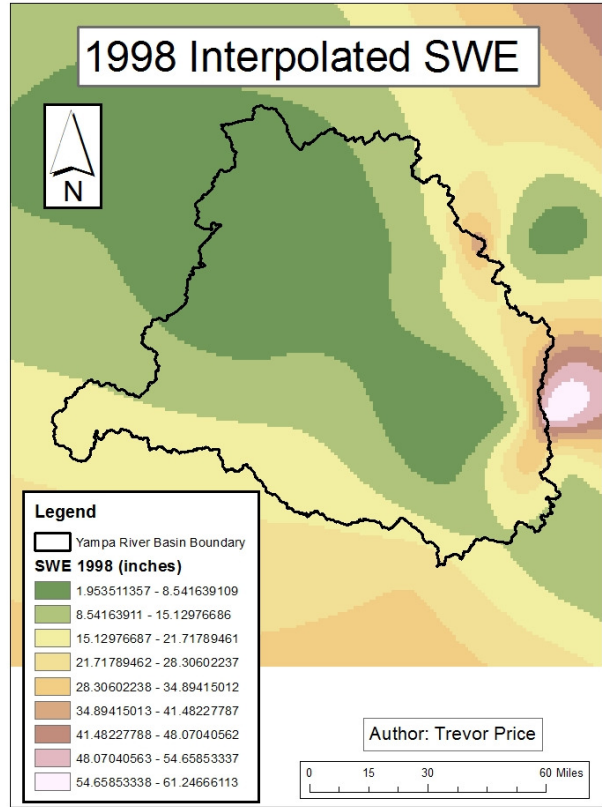 1998 Interpolated SWE
N
Legend
Yampa River Basin Boundary
SWE 1998 (inches)
1.953511357 - 8.541639109
8.54163911 - 15.12976686
15.12976687 - 21.71789461
21.71789462 - 28.30602237
28.30602238 - 34.89415012
34.89415013 - 41.48227787
41.48227788 - 48.07040562
48.07040563 - 54.65853337
54.65853338 - 61.24666113
Author: Trevor Price
0 15 30 60 Miles